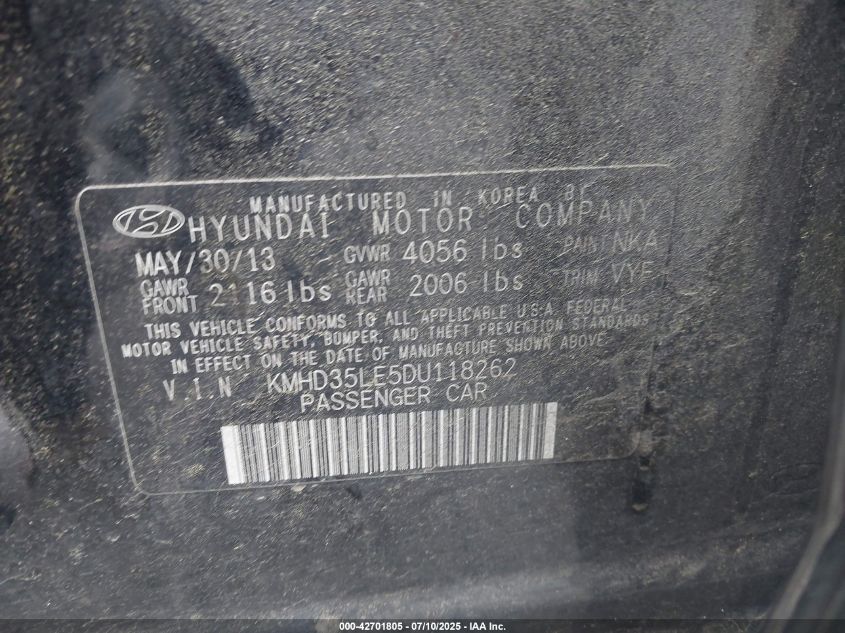 MANUFACTURED IN KOREA BY
HYUNDAI MOTOR COMPANY
MAY/30/13 GVWR 4056 lbs PAINT NKA
GAWR FRONT 2116 lbs GAWR REAR 2006 lbs TRIM VYF
THIS VEHICLE CONFORMS TO ALL APPLICABLE U.S.A. FEDERAL
MOTOR VEHICLE SAFETY, BUMPER, AND THEFT PREVENTION STANDARDS
IN EFFECT ON THE DATE OF MANUFACTURE SHOWN ABOVE.
V.I.N KMHD35LE5DU118262
PASSENGER CAR
000-42701805 - 07/10/2025 - IAA Inc.